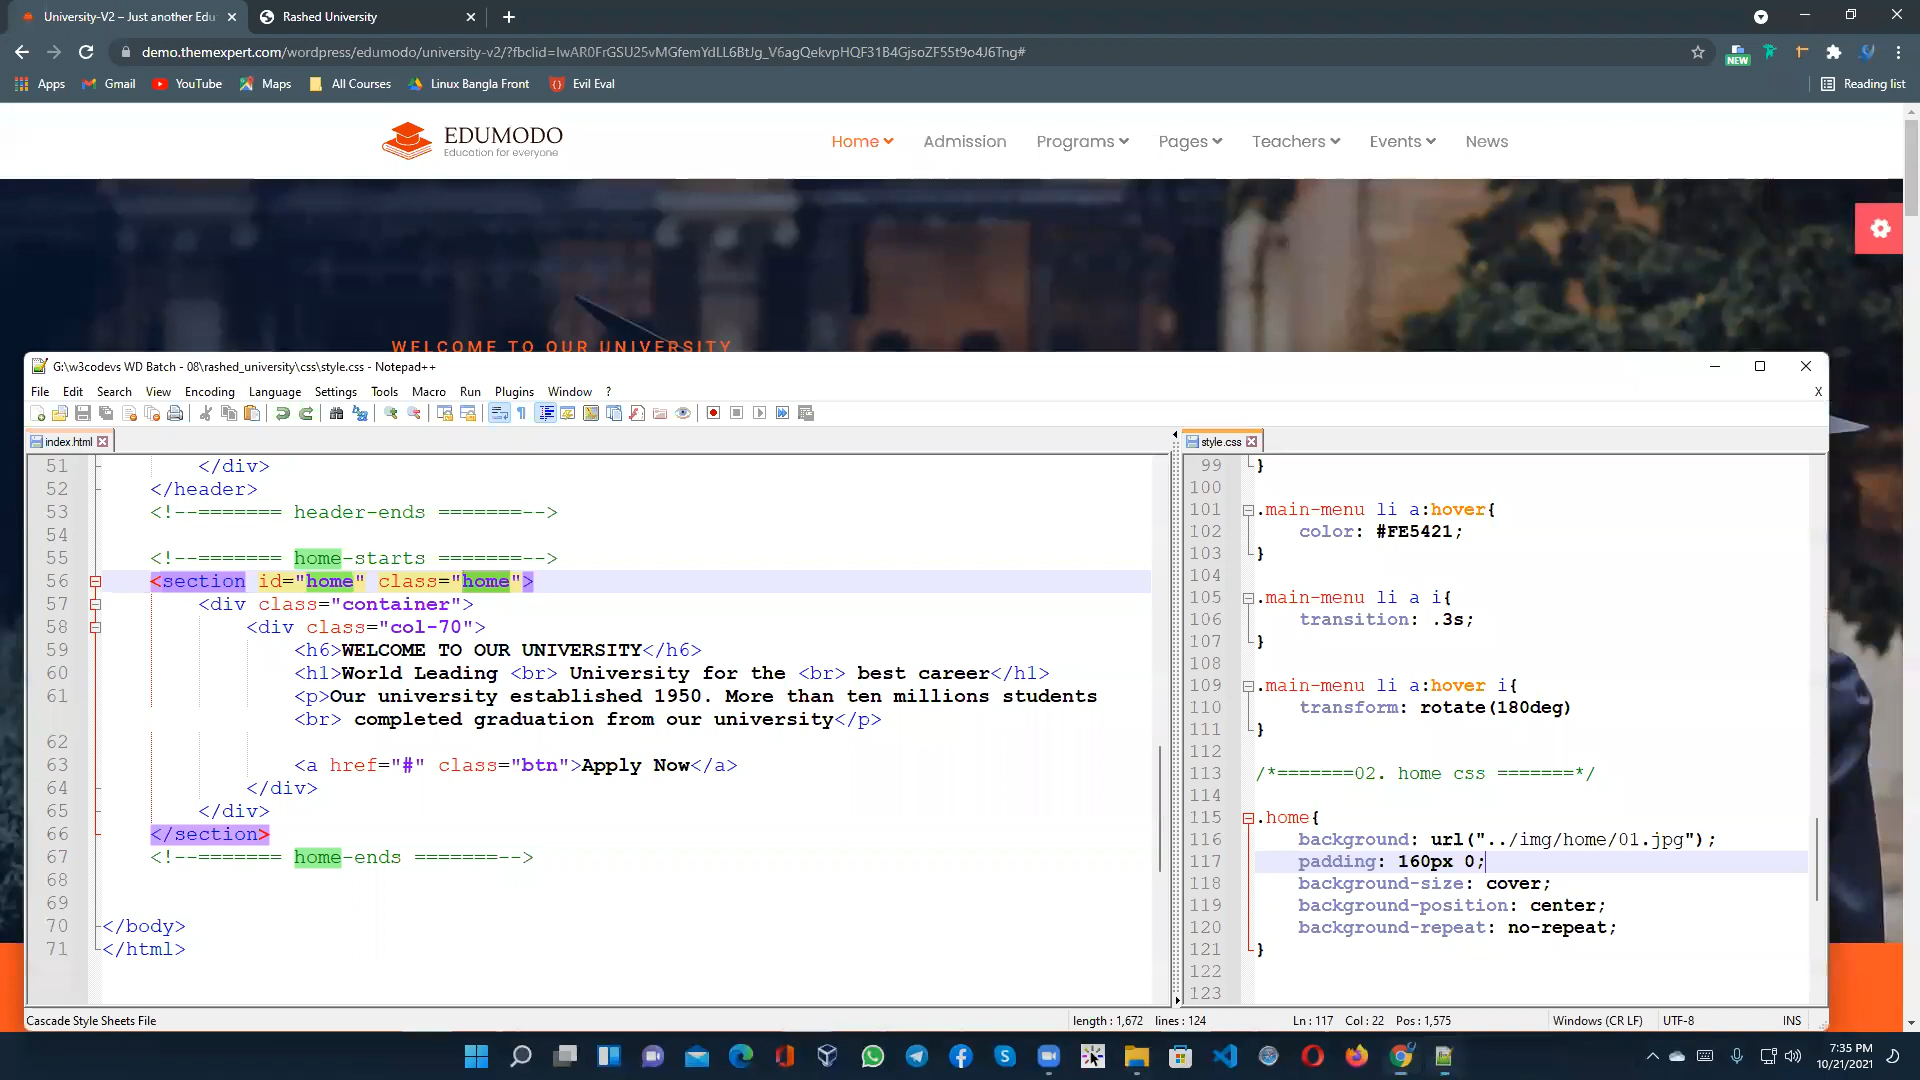 University-V2 – Just another Edu
Rashed University
demo.themexpert.com/wordpress/edumodo/university-v2/?fbclid=IwAR0FrGSU25vMGfemYdLL6BtJg_V6agQekvpHQF31B4GjsoZF55t9o4J6Tng#
NEW
Apps
Gmail
YouTube
Maps
All Courses
Linux Bangla Front
Evil Eval
Reading list
EDUMODO
Education for everyone
Home
Admission
Programs
Pages
Teachers
Events
News
WELCOME TO OUR UNIVERSITY
G:\w3codevs WD Batch - 08\rashed_university\css\style.css - Notepad++
File Edit Search View Encoding Language Settings Tools Macro Run Plugins Window ? X
index.html
51 </div>
52 </header>
53 <!--======= header-ends =======-->
54
55 <!--======= home-starts =======-->
56 <section id="home" class="home">
57 <div class="container">
58 <div class="col-70">
59 <h6>WELCOME TO OUR UNIVERSITY</h6>
60 <h1>World Leading <br> University for the <br> best career</h1>
61 <p>Our university established 1950. More than ten millions students
<br> completed graduation from our university</p>
62
63 <a href="#" class="btn">Apply Now</a>
64 </div>
65 </div>
66 </section>
67 <!--======= home-ends =======-->
68
69
70 </body>
71 </html>
style.css
99 }
100
101 .main-menu li a:hover{
102 color: #FE5421;
103 }
104
105 .main-menu li a i{
106 transition: .3s;
107 }
108
109 .main-menu li a:hover i{
110 transform: rotate(180deg)
111 }
112
113 /*=======02. home css =======*/
114
115 .home{
116 background: url("../img/home/01.jpg");
117 padding: 160px 0;
118 background-size: cover;
119 background-position: center;
120 background-repeat: no-repeat;
121 }
122
123
Cascade Style Sheets File
length : 1,672 lines : 124
Ln : 117 Col : 22 Pos : 1,575
Windows (CR LF)
UTF-8
INS
7:35 PM
10/21/2021